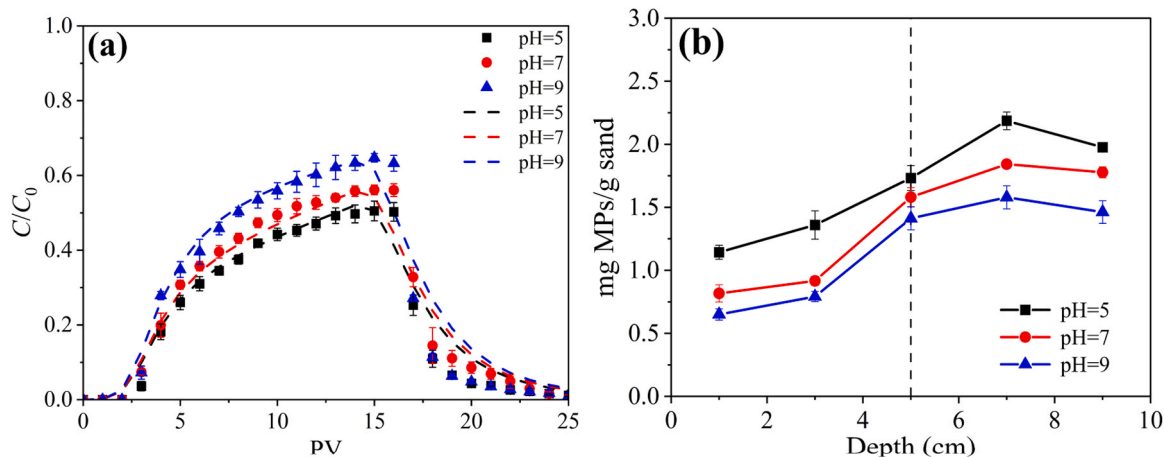 (a)
pH=5
pH=7
pH=9
pH=5
pH=7
pH=9
1.0
0.8
0.6
0.4
0.2
0.0
C/C0
0 5 10 15 20 25
PV
(b)
3.0
2.5
2.0
1.5
1.0
0.5
0.0
mg MPs/g sand
pH=5
pH=7
pH=9
0 2 4 6 8 10
Depth (cm)